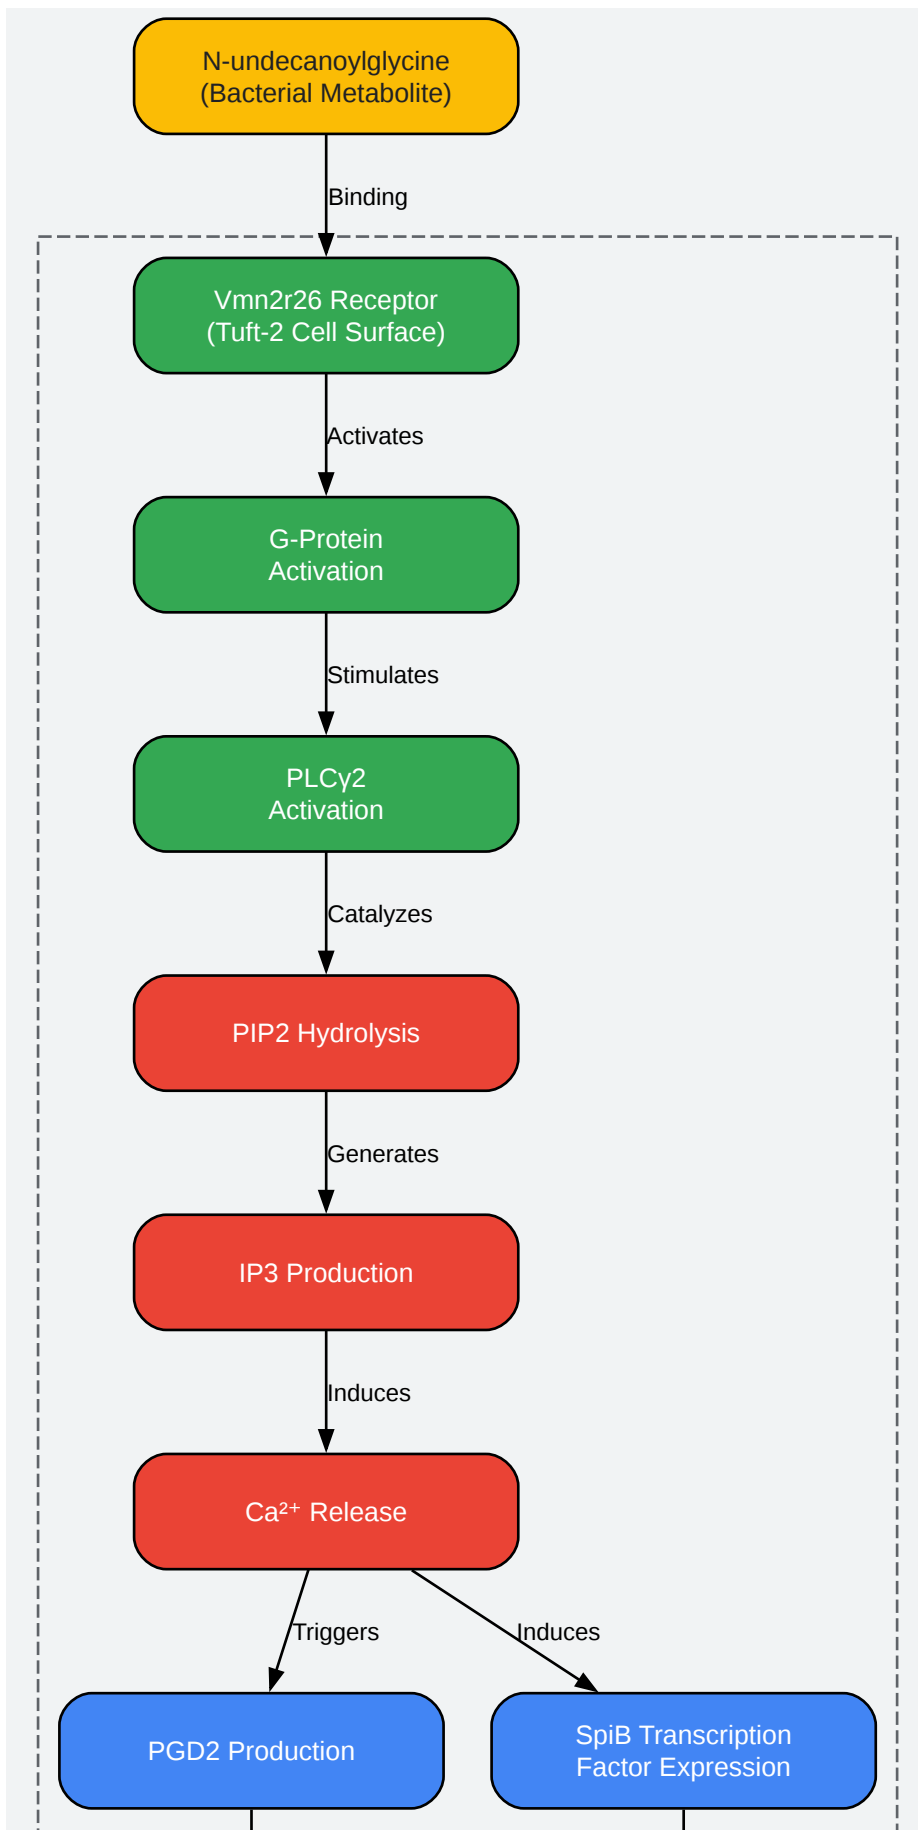 N-undecanoylglycine
(Bacterial Metabolite)
Binding
Vmn2r26 Receptor
(Tuft-2 Cell Surface)
Activates
G-Protein
Activation
Stimulates
PLCγ2
Activation
Catalyzes
PIP2 Hydrolysis
Generates
IP3 Production
Induces
Ca²⁺ Release
Triggers
Induces
PGD2 Production
SpiB Transcription
Factor Expression